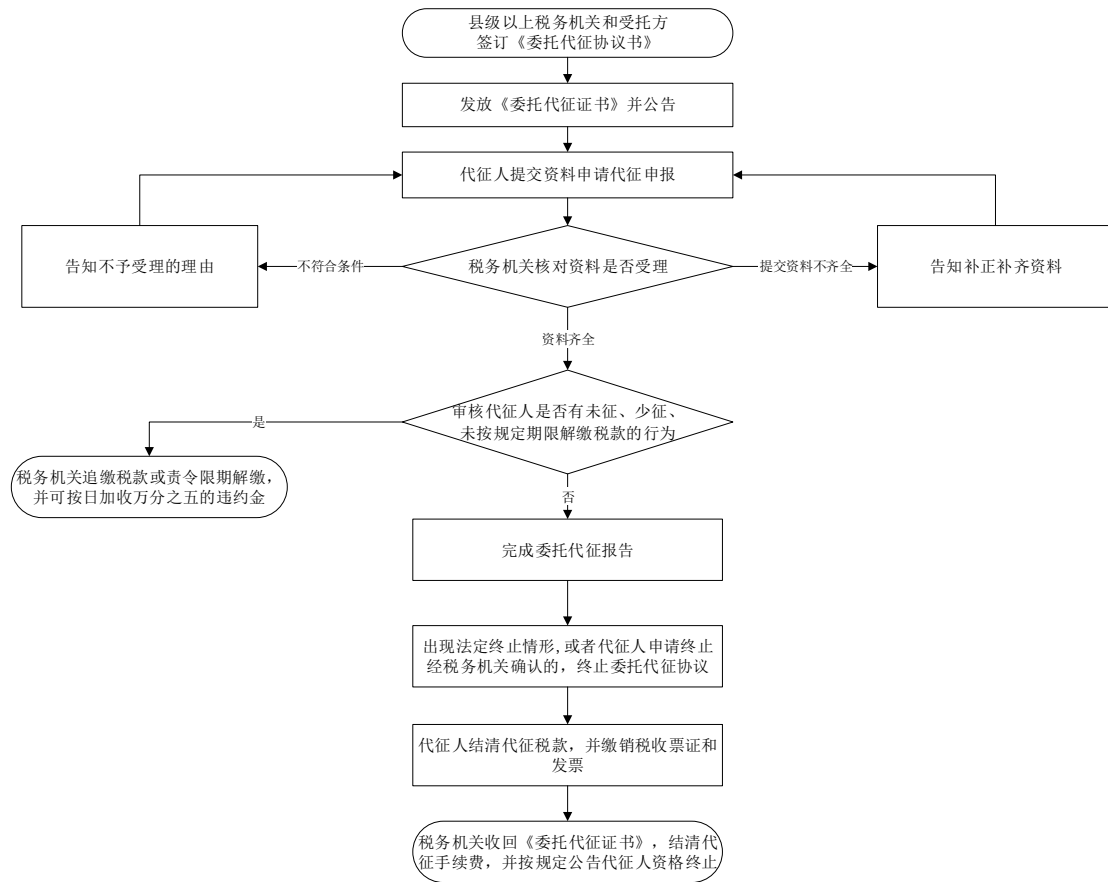 县级以上税务机关和受托方
签订《委托代征协议书》
发放《委托代征证书》并公告
代征人提交资料申请代征申报
告知不予受理的理由
不符合条件
税务机关核对资料是否受理
提交资料不齐全
告知补正补齐资料
资料齐全
审核代征人是否有未征、少征、
未按规定期限解缴税款的行为
是
税务机关追缴税款或责令限期解缴，
并可按日加收万分之五的违约金
否
完成委托代征报告
出现法定终止情形,或者代征人申请终止
经税务机关确认的，终止委托代征协议
代征人结清代征税款，并缴销税收票证和
发票
税务机关收回《委托代征证书》，结清代
征手续费，并按规定公告代征人资格终止